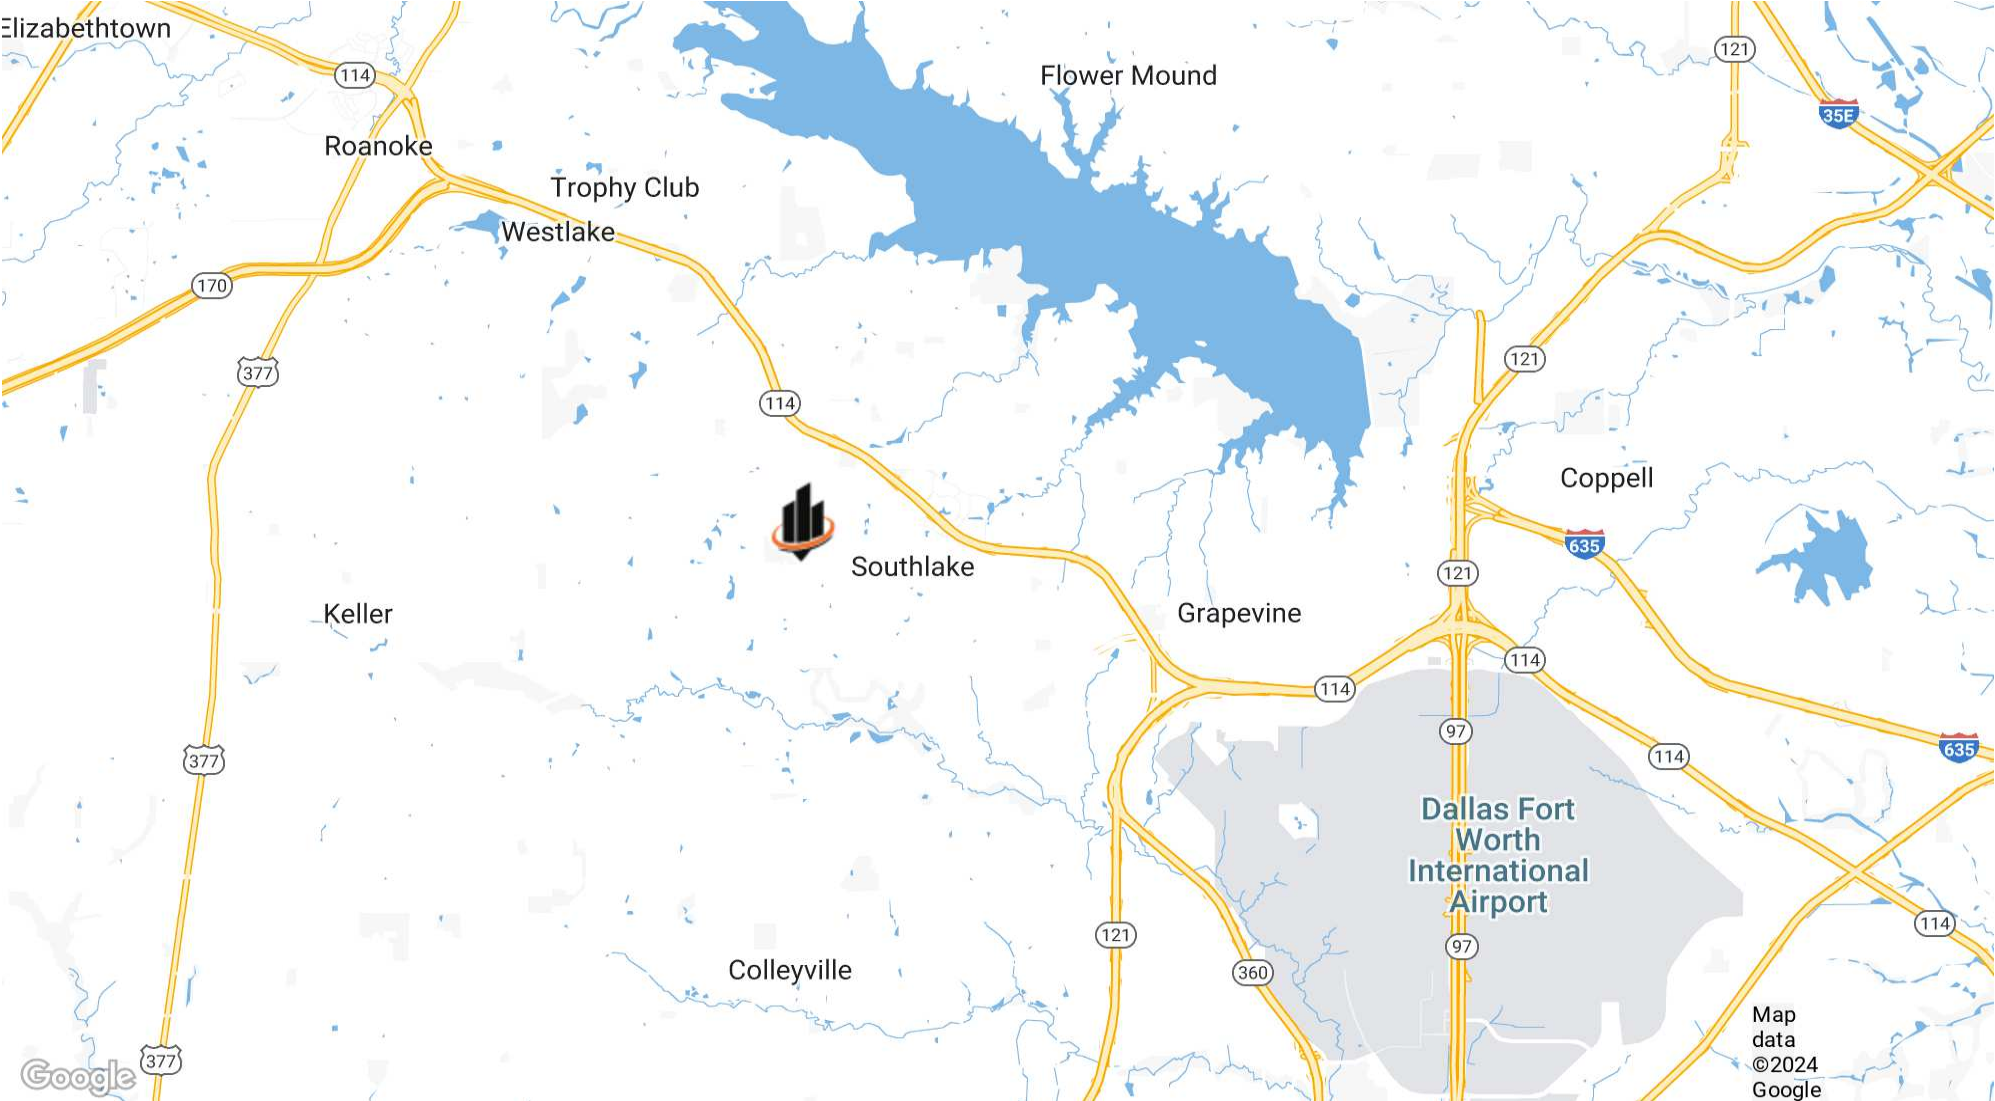 Elizabethtown
114
Roanoke
Flower Mound
121
35E
Trophy Club
Westlake
170
377
114
121
Coppell
635
Southlake
121
Keller
Grapevine
114
114
97
377
114
635
Dallas Fort
Worth
International
Airport
114
121
97
360
Colleyville
377
Google
Map
data
©2024
Google